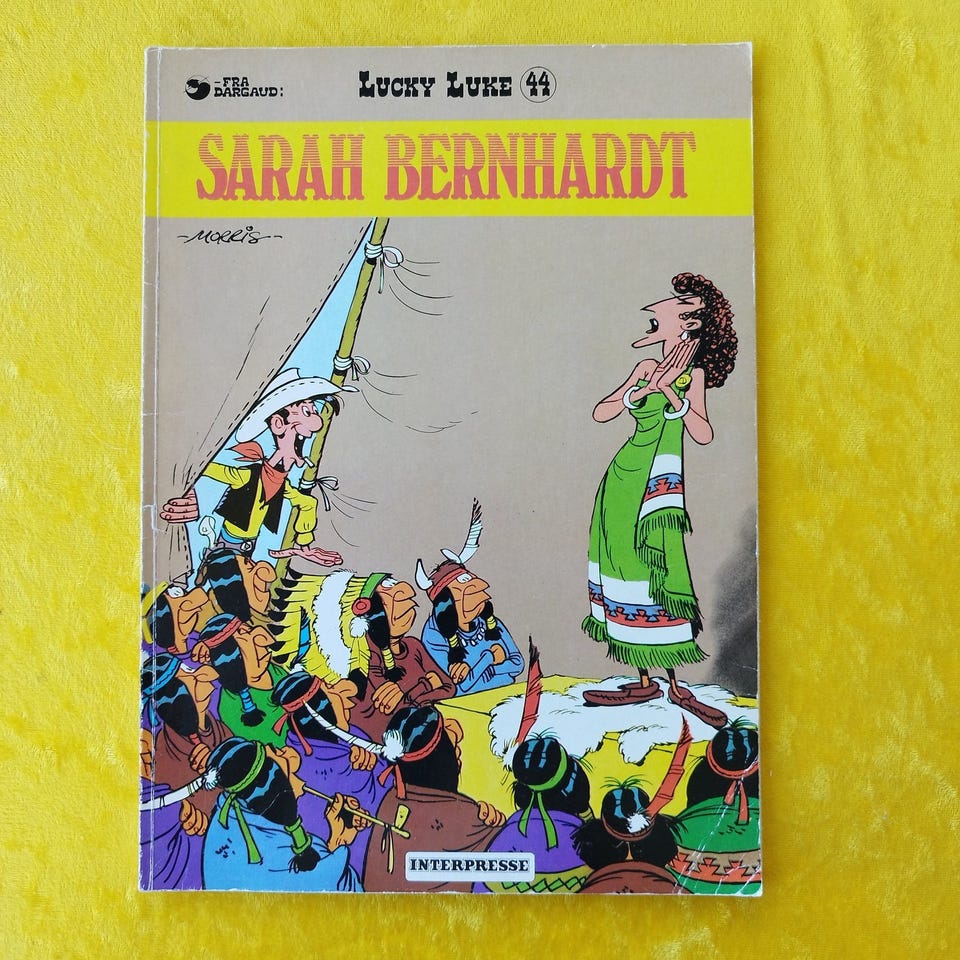 -FRA
DARGAUD:
LUCKY LUKE 44
SARAH BERNHARDT
-MORRIS-
INTERPRESSE